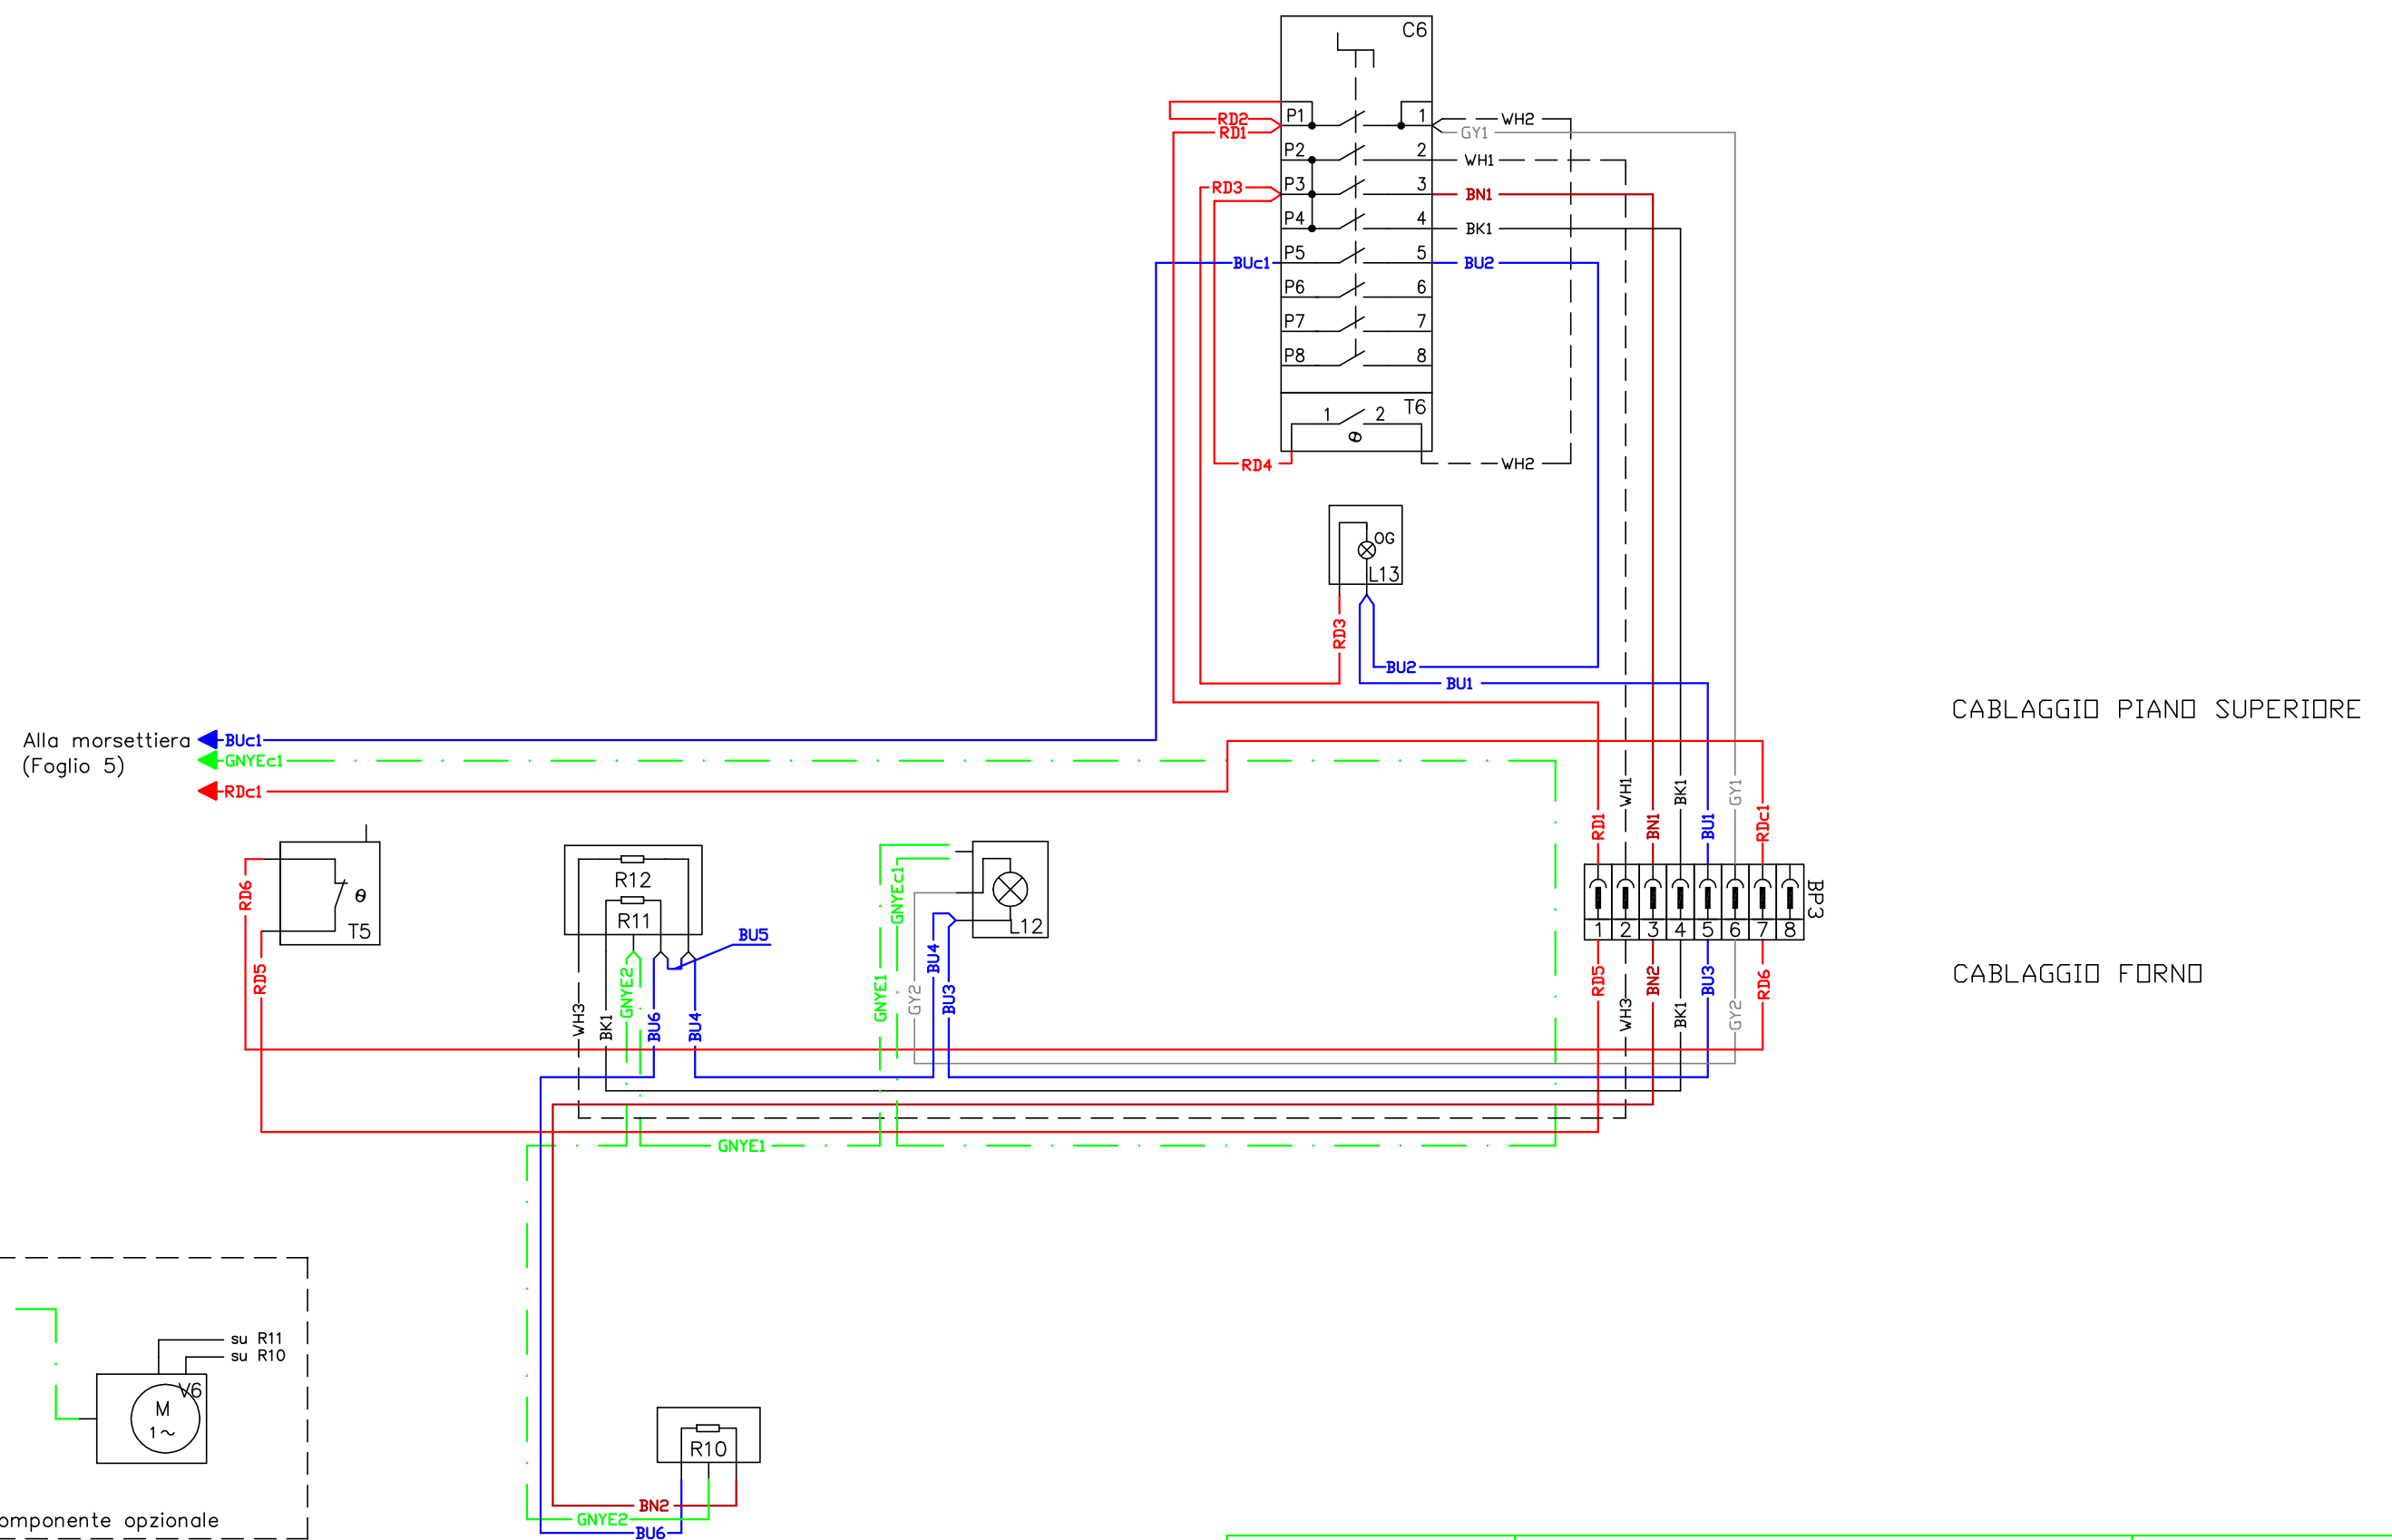 C6
P1 1
RD2
RD1
WH2
GY1
P2 2
WH1
P3 3
RD3
BN1
P4 4
BK1
P5 5
BUc1
BU2
P6 6
P7 7
P8 8
1 2 T6
θ
RD4
WH2
OG
L13
RD3
BU2
BU1
CABLAGGIO PIANO SUPERIORE
Alla morsettiera
(Foglio 5)
BUc1
GNYEc1
RDc1
RD1
WH1
BN1
BK1
BU1
GY1
RDc1
BP3
1 2 3 4 5 6 7 8
CABLAGGIO FORNO
RD5
WH3
BN2
BK1
BU3
GY2
RD6
RD6
RD5
θ
T5
R12
R11
BU5
WH3
BK1
GNYE2
BU6
BU4
GNYE1
GNYEc1
GY2
BU4
BU3
L12
GNYE1
su R11
su R10
V6
M
1~
omponente opzionale
R10
BN2
GNYE2
BU6